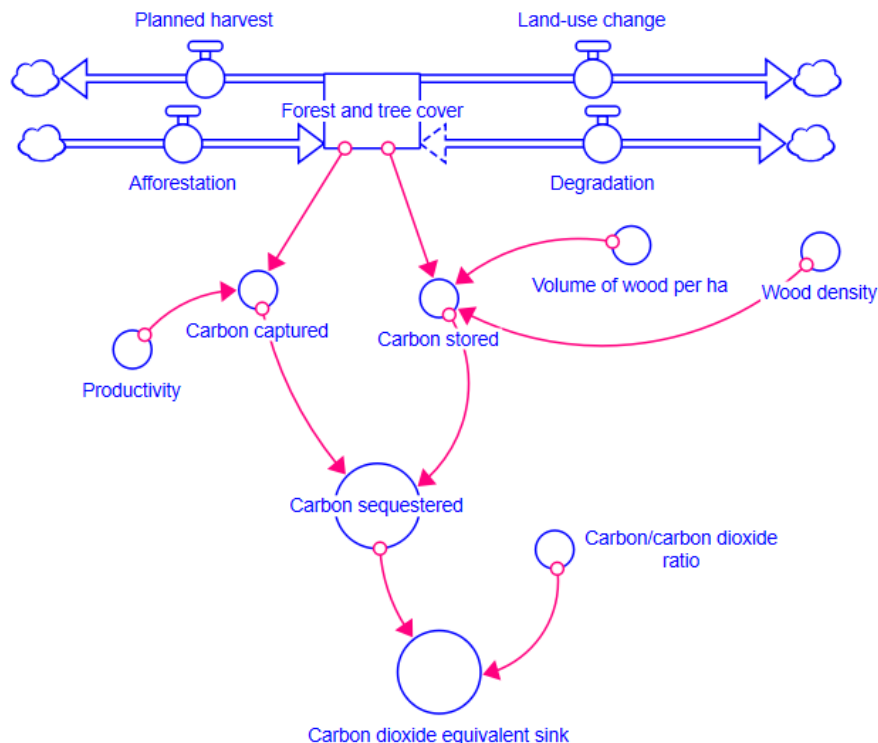 Planned harvest
Land-use change
Forest and tree cover
Afforestation
Degradation
Volume of wood per ha
Wood density
Carbon captured
Carbon stored
Productivity
Carbon sequestered
Carbon/carbon dioxide
ratio
Carbon dioxide equivalent sink